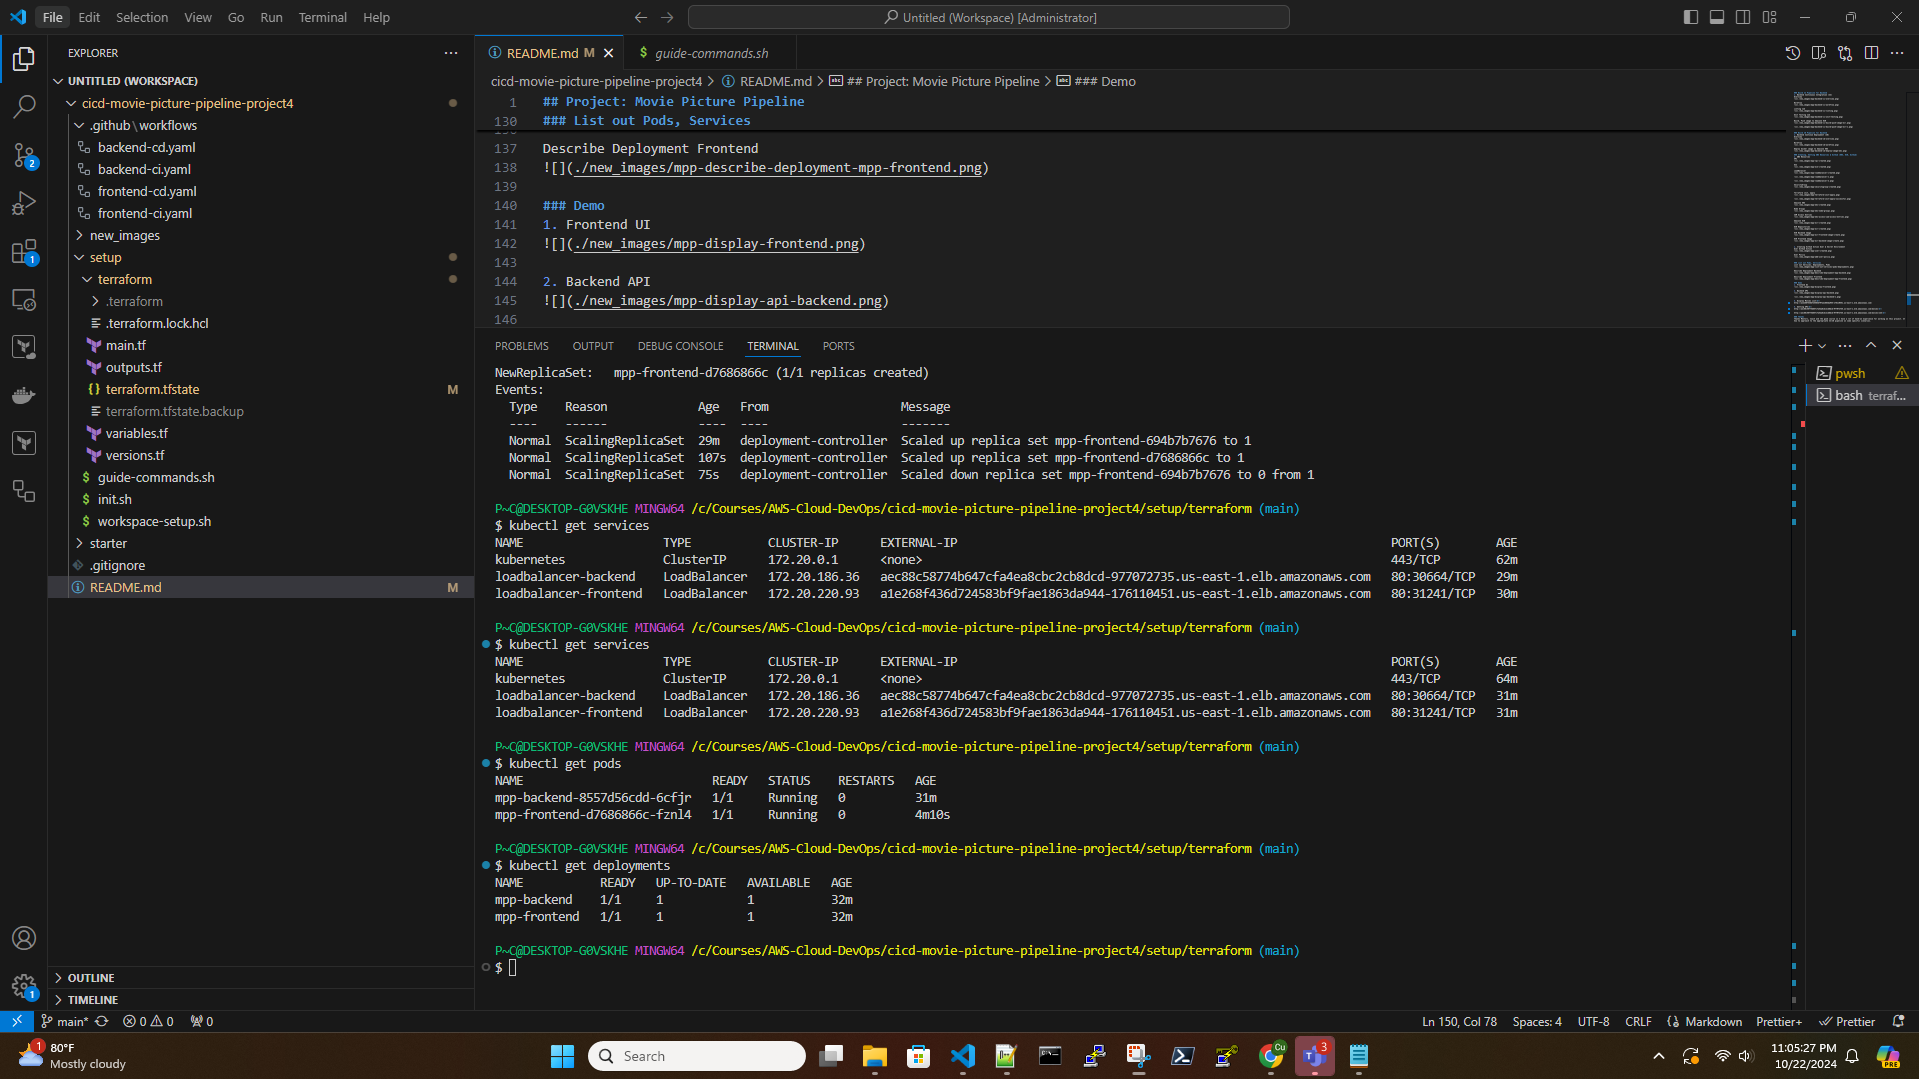 File Edit Selection View Go Run Terminal Help
Untitled (Workspace) [Administrator]
EXPLORER
UNTITLED (WORKSPACE)
cicd-movie-picture-pipeline-project4
.github\workflows
backend-cd.yaml
backend-ci.yaml
frontend-cd.yaml
frontend-ci.yaml
new_images
setup
terraform
.terraform
.terraform.lock.hcl
main.tf
outputs.tf
terraform.tfstate M
terraform.tfstate.backup
variables.tf
versions.tf
guide-commands.sh
init.sh
workspace-setup.sh
starter
.gitignore
README.md M
OUTLINE
TIMELINE
2
1
1
README.md M
guide-commands.sh
cicd-movie-picture-pipeline-project4 > README.md > ## Project: Movie Picture Pipeline > ### Demo
1 ## Project: Movie Picture Pipeline
130 ### List out Pods, Services
137 Describe Deployment Frontend
138 ![](./new_images/mpp-describe-deployment-mpp-frontend.png)
139
140 ### Demo
141 1. Frontend UI
142 ![](./new_images/mpp-display-frontend.png)
143
144 2. Backend API
145 ![](./new_images/mpp-display-api-backend.png)
146
PROBLEMS OUTPUT DEBUG CONSOLE TERMINAL PORTS
pwsh
bash terraf...
NewReplicaSet: mpp-frontend-d7686866c (1/1 replicas created)
Events:
Type Reason Age From Message
---- ------ ---- ---- -------
Normal ScalingReplicaSet 29m deployment-controller Scaled up replica set mpp-frontend-694b7b7676 to 1
Normal ScalingReplicaSet 107s deployment-controller Scaled up replica set mpp-frontend-d7686866c to 1
Normal ScalingReplicaSet 75s deployment-controller Scaled down replica set mpp-frontend-694b7b7676 to 0 from 1
P~C@DESKTOP-G0VSKHE MINGW64 /c/Courses/AWS-Cloud-DevOps/cicd-movie-picture-pipeline-project4/setup/terraform (main)
$ kubectl get services
NAME TYPE CLUSTER-IP EXTERNAL-IP PORT(S) AGE
kubernetes ClusterIP 172.20.0.1 <none> 443/TCP 62m
loadbalancer-backend LoadBalancer 172.20.186.36 aec88c58774b647cfa4ea8cbc2cb8dcd-977072735.us-east-1.elb.amazonaws.com 80:30664/TCP 29m
loadbalancer-frontend LoadBalancer 172.20.220.93 a1e268f436d724583bf9fae1863da944-176110451.us-east-1.elb.amazonaws.com 80:31241/TCP 30m
P~C@DESKTOP-G0VSKHE MINGW64 /c/Courses/AWS-Cloud-DevOps/cicd-movie-picture-pipeline-project4/setup/terraform (main)
$ kubectl get services
NAME TYPE CLUSTER-IP EXTERNAL-IP PORT(S) AGE
kubernetes ClusterIP 172.20.0.1 <none> 443/TCP 64m
loadbalancer-backend LoadBalancer 172.20.186.36 aec88c58774b647cfa4ea8cbc2cb8dcd-977072735.us-east-1.elb.amazonaws.com 80:30664/TCP 31m
loadbalancer-frontend LoadBalancer 172.20.220.93 a1e268f436d724583bf9fae1863da944-176110451.us-east-1.elb.amazonaws.com 80:31241/TCP 31m
P~C@DESKTOP-G0VSKHE MINGW64 /c/Courses/AWS-Cloud-DevOps/cicd-movie-picture-pipeline-project4/setup/terraform (main)
$ kubectl get pods
NAME READY STATUS RESTARTS AGE
mpp-backend-8557d56cdd-6cfjr 1/1 Running 0 31m
mpp-frontend-d7686866c-fznl4 1/1 Running 0 4m10s
P~C@DESKTOP-G0VSKHE MINGW64 /c/Courses/AWS-Cloud-DevOps/cicd-movie-picture-pipeline-project4/setup/terraform (main)
$ kubectl get deployments
NAME READY UP-TO-DATE AVAILABLE AGE
mpp-backend 1/1 1 1 32m
mpp-frontend 1/1 1 1 32m
P~C@DESKTOP-G0VSKHE MINGW64 /c/Courses/AWS-Cloud-DevOps/cicd-movie-picture-pipeline-project4/setup/terraform (main)
$
main* 0 0 0 Ln 150, Col 78 Spaces: 4 UTF-8 CRLF Markdown Prettier+ Prettier
1 80°F
Mostly cloudy
Search
Cu
3
11:05:27 PM
10/22/2024
PRE